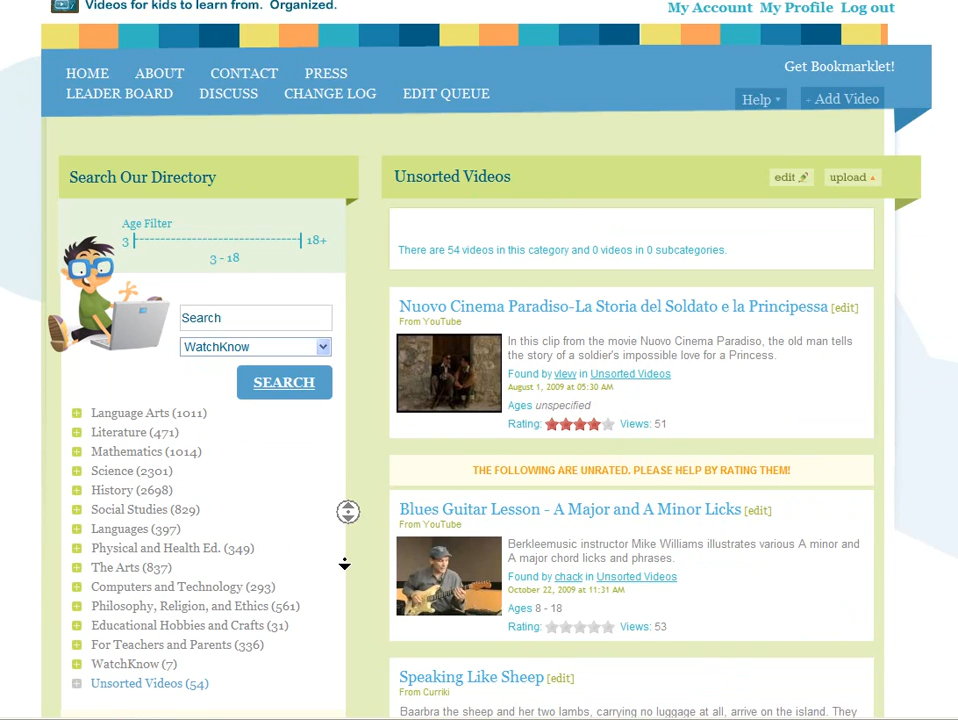 Videos for kids to learn from. Organized.
My Account My Profile Log out
HOME ABOUT CONTACT PRESS
Get Bookmarklet!
LEADER BOARD DISCUSS CHANGE LOG EDIT QUEUE
Help + Add Video
Search Our Directory
Age Filter
3 18+
3 - 18
Search
WatchKnow
SEARCH
Language Arts (1011)
Literature (471)
Mathematics (1014)
Science (2301)
History (2698)
Social Studies (829)
Languages (397)
Physical and Health Ed. (349)
The Arts (837)
Computers and Technology (293)
Philosophy, Religion, and Ethics (561)
Educational Hobbies and Crafts (31)
For Teachers and Parents (336)
WatchKnow (7)
Unsorted Videos (54)
Unsorted Videos
edit upload
There are 54 videos in this category and 0 videos in 0 subcategories.
Nuovo Cinema Paradiso-La Storia del Soldato e la Principessa [edit]
From YouTube
In this clip from the movie Nuovo Cinema Paradiso, the old man tells
the story of a soldier's impossible love for a Princess.
Found by vlevy in Unsorted Videos
August 1, 2009 at 05:30 AM
Ages unspecified
Rating: Views: 51
THE FOLLOWING ARE UNRATED. PLEASE HELP BY RATING THEM!
Blues Guitar Lesson - A Major and A Minor Licks [edit]
From YouTube
Berkleemusic instructor Mike Williams illustrates various A minor and
A major chord licks and phrases.
Found by chack in Unsorted Videos
October 22, 2009 at 11:31 AM
Ages 8 - 18
Rating: Views: 53
Speaking Like Sheep [edit]
From Curriki
Baarbra the sheep and her two lambs, carrying no luggage at all, arrive on the island. They